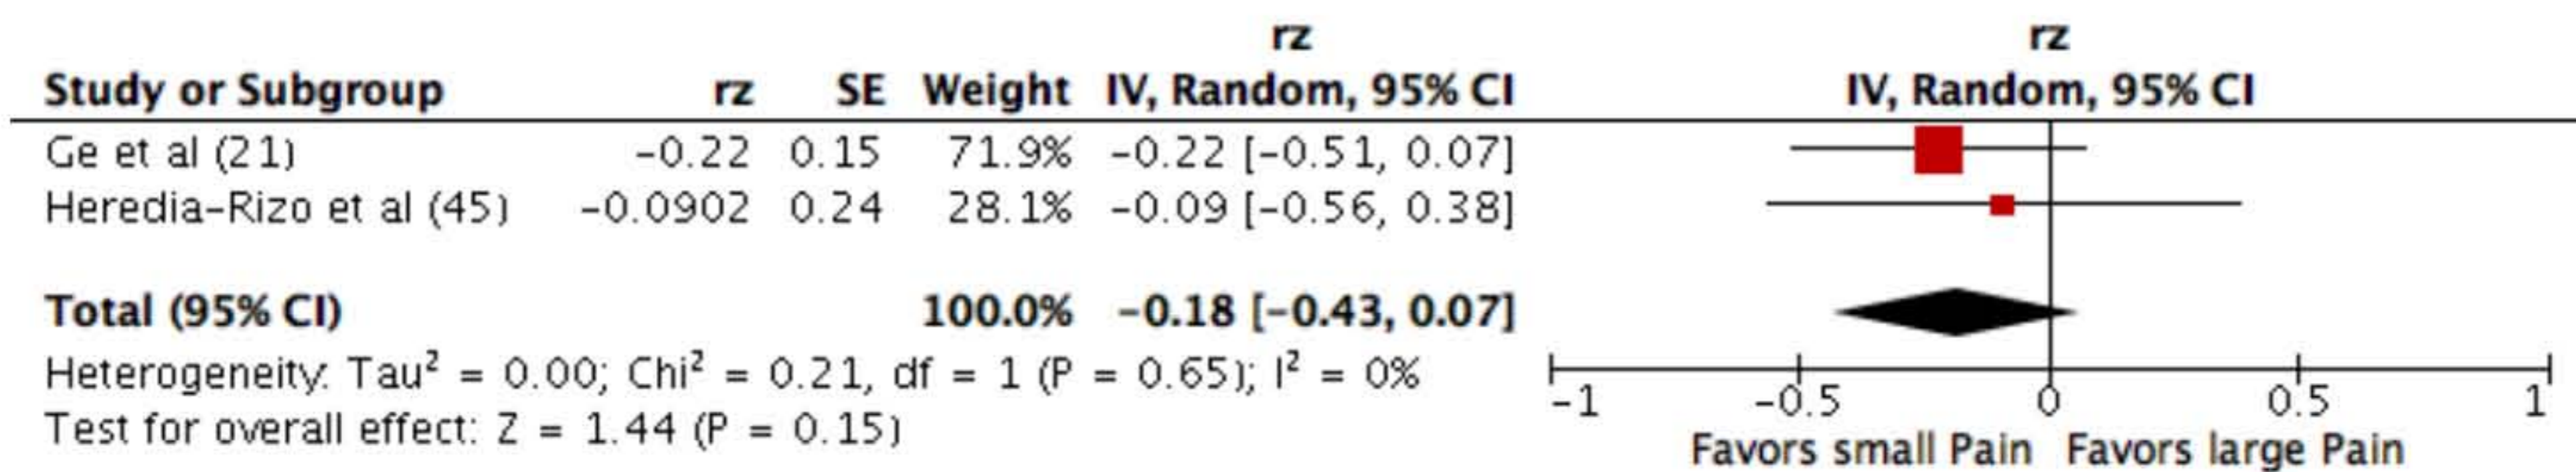 rz rz
Study or Subgroup rz SE Weight IV, Random, 95% CI IV, Random, 95% CI
Ge et al (21) -0.22 0.15 71.9% -0.22 [-0.51, 0.07]
Heredia-Rizo et al (45) -0.0902 0.24 28.1% -0.09 [-0.56, 0.38]
Total (95% CI) 100.0% -0.18 [-0.43, 0.07]
Heterogeneity: Tau² = 0.00; Chi² = 0.21, df = 1 (P = 0.65); I² = 0%
Test for overall effect: Z = 1.44 (P = 0.15)
-1 -0.5 0 0.5 1
Favors small Pain Favors large Pain